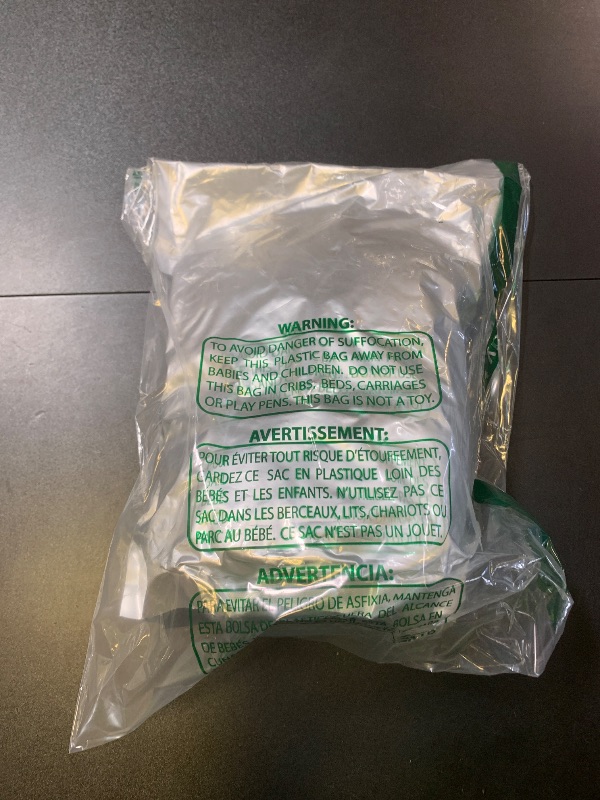 WARNING:
TO AVOID DANGER OF SUFFOCATION,
KEEP THIS PLASTIC BAG AWAY FROM
BABIES AND CHILDREN. DO NOT USE
THIS BAG IN CRIBS, BEDS, CARRIAGES
OR PLAY PENS. THIS BAG IS NOT A TOY.
AVERTISSEMENT:
POUR ÉVITER TOUT RISQUE D'ÉTOUFFEMENT,
GARDEZ CE SAC EN PLASTIQUE LOIN DES
BEBÉS ET LES ENFANTS. N'UTILISEZ PAS CE
SAC DANS LES BERCEAUX, LITS, CHARIOTS OU
PARC AU BÉBÉ. CE SAC N'EST PAS UN JOUET.
ADVERTENCIA:
PARA EVITAR EL PELIGRO DE ASFIXIA, MANTENGA
ESTA BOLSA DE DEL ALCANCE
DE BOLSA EN